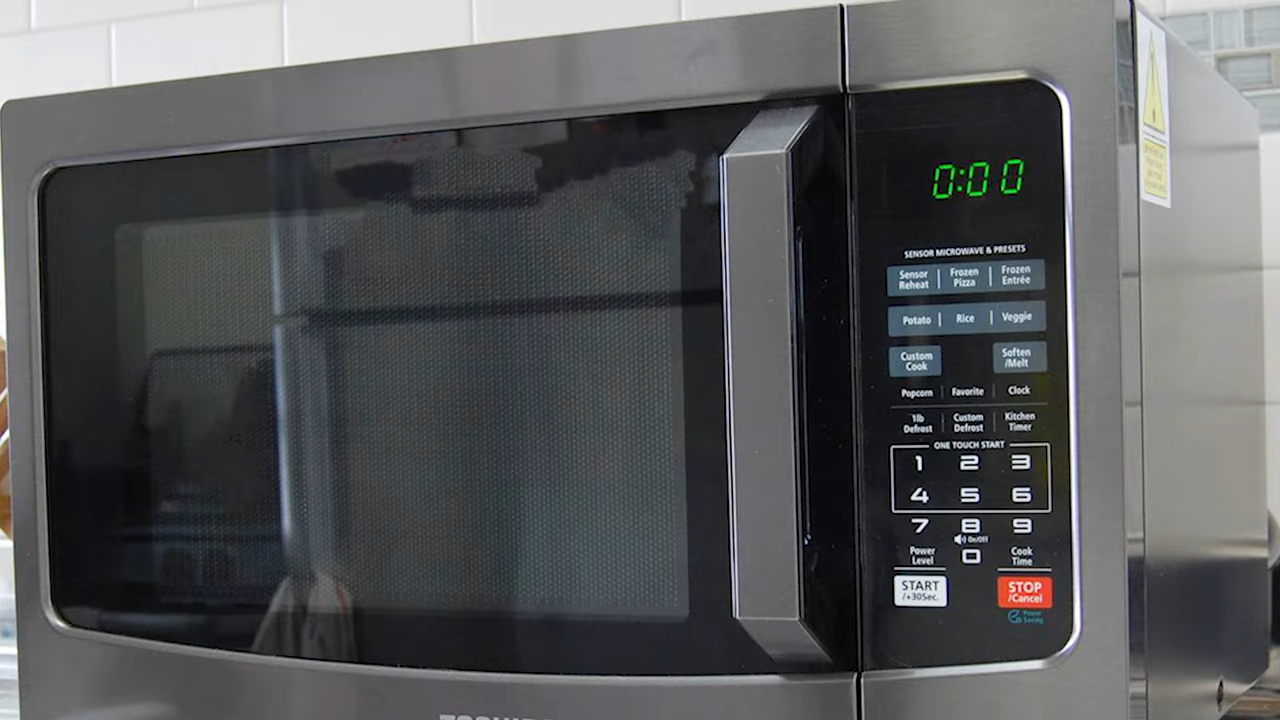 0:00
SENSOR MICROWAVE & PRESETS
Sensor Reheat | Frozen Pizza | Frozen Entrée
Potato | Rice | Veggie
Custom Cook
Soften /Melt
Popcorn | Favorite | Clock
1lb Defrost | Custom Defrost | Kitchen Timer
ONE TOUCH START
1 2 3
4 5 6
7 8 9
On/Off
Power Level 0 Cook Time
START /+30Sec.
STOP /Cancel
Power Saving